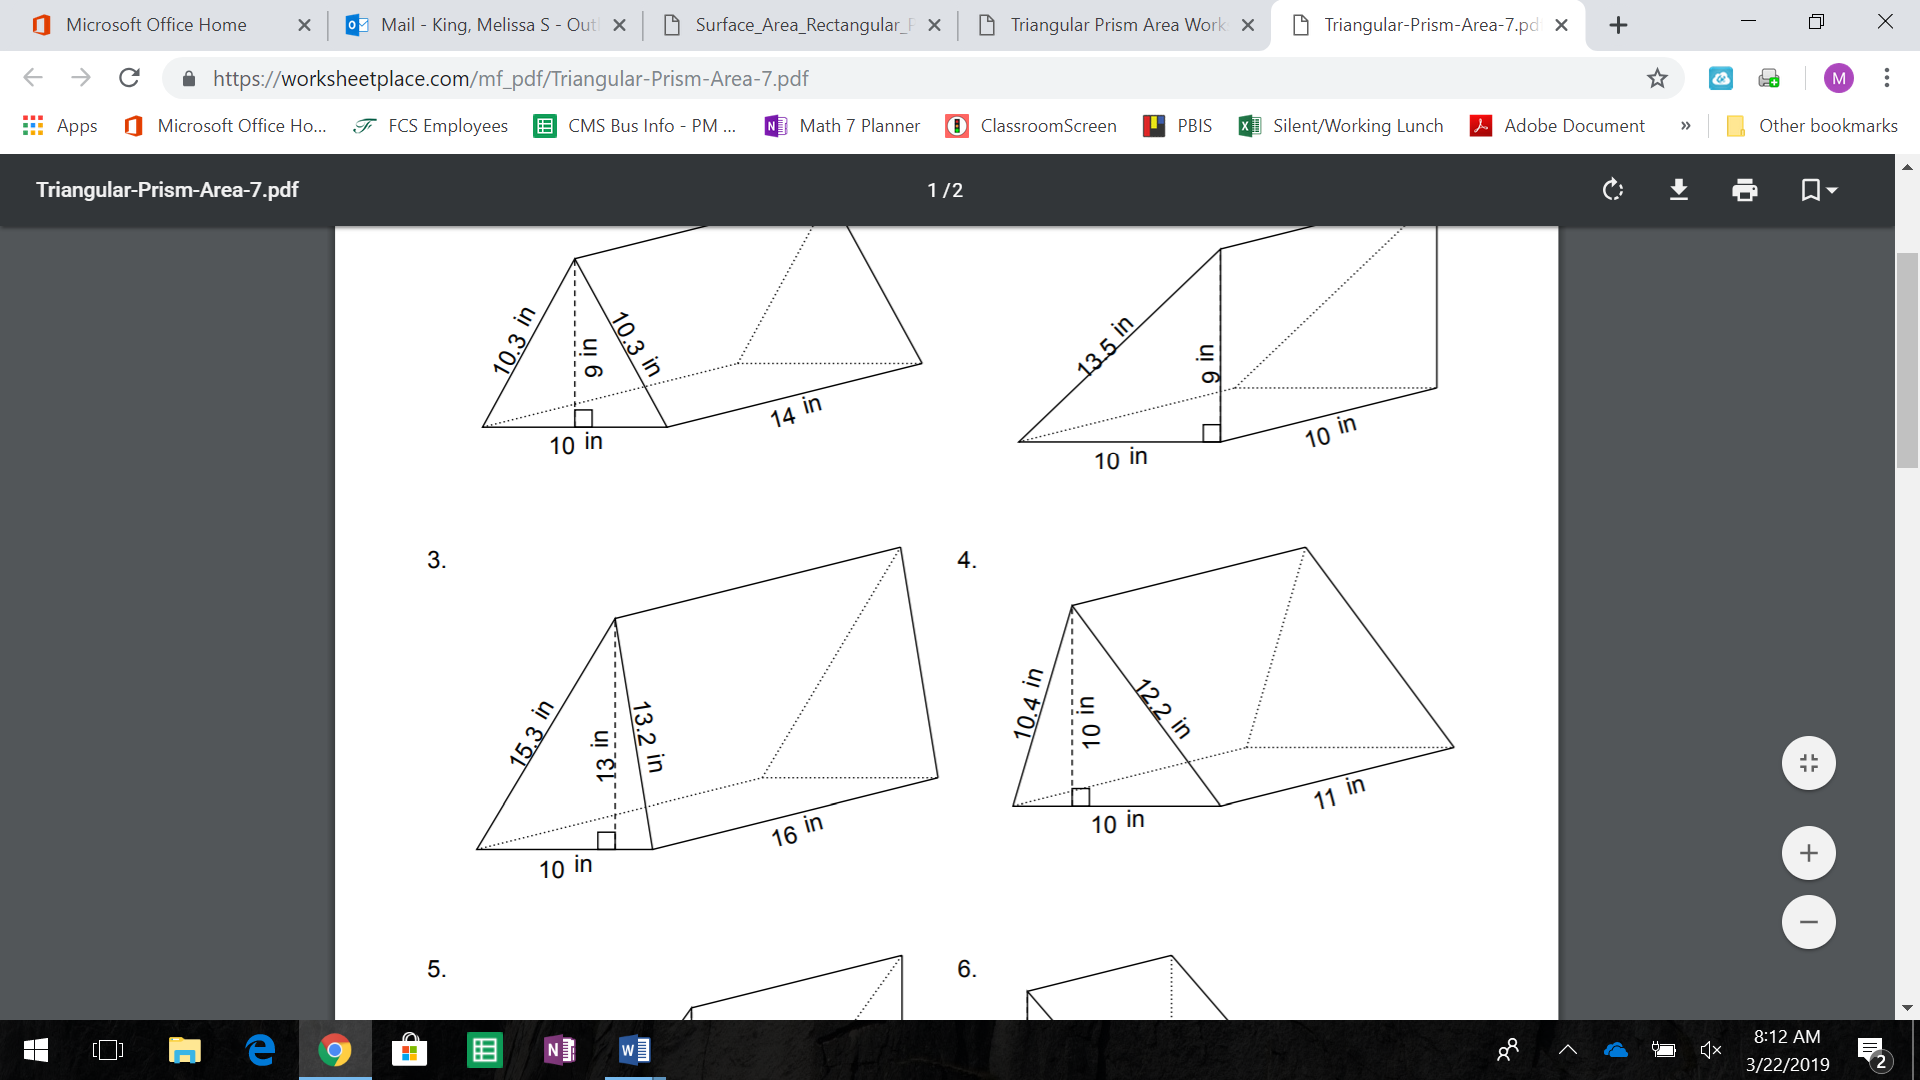 Microsoft Office Home
Mail - King, Melissa S - Outl
Surface_Area_Rectangular_P
Triangular Prism Area Works
Triangular-Prism-Area-7.pdf
https://worksheetplace.com/mf_pdf/Triangular-Prism-Area-7.pdf
M
Apps
Microsoft Office Ho...
FCS Employees
CMS Bus Info - PM ...
Math 7 Planner
ClassroomScreen
PBIS
Silent/Working Lunch
Adobe Document
»
Other bookmarks
Triangular-Prism-Area-7.pdf
1 / 2
10.3 in
9 in
10.3 in
14 in
10 in
13.5 in
9 in
10 in
10 in
3.
15.3 in
13 in
13.2 in
16 in
10 in
4.
10.4 in
10 in
12.2 in
11 in
10 in
5.
6.
8:12 AM
3/22/2019
2